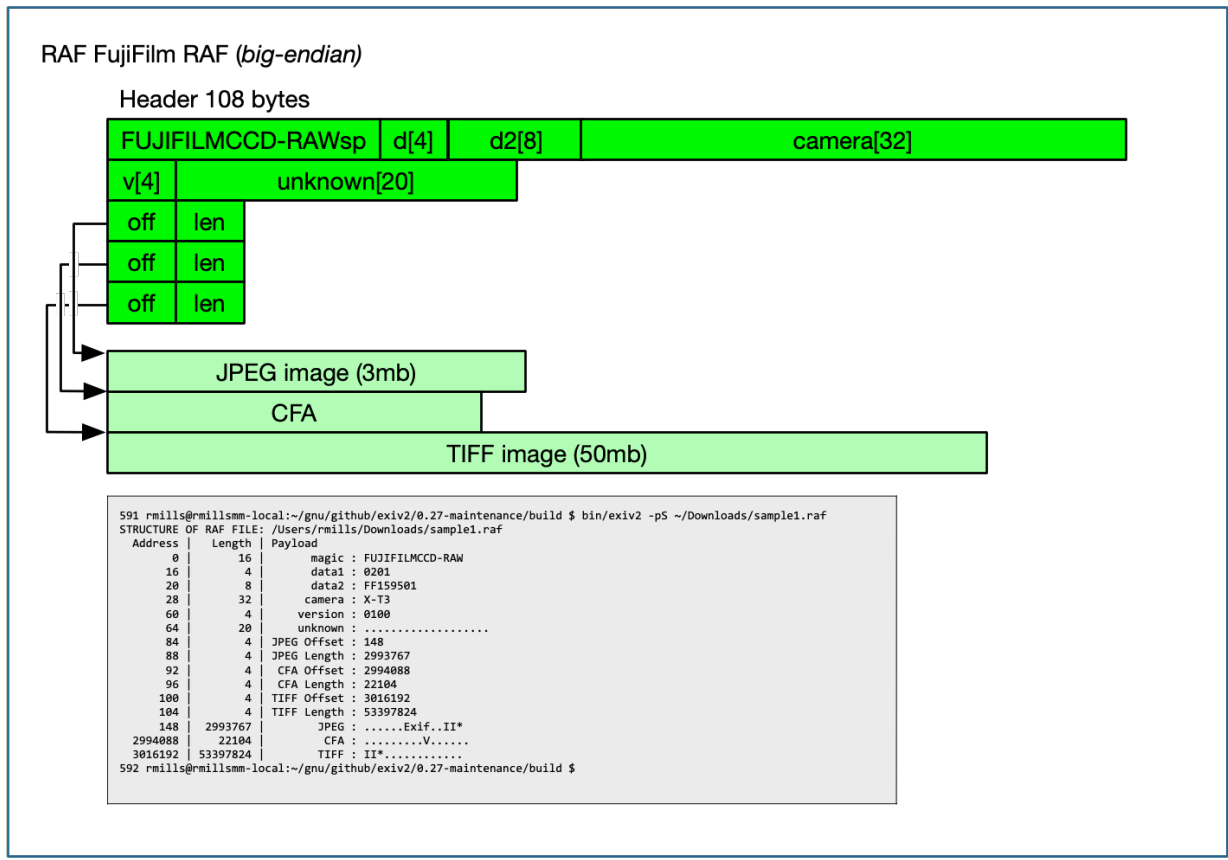 RAF FujiFilm RAF (big-endian)
Header 108 bytes
FUJIFILMCCD-RAWsp d[4] d2[8] camera[32]
v[4] unknown[20]
off len
off len
off len
JPEG image (3mb)
CFA
TIFF image (50mb)
591 rmills@rmillsmm-local:~/gnu/github/exiv2/0.27-maintenance/build $ bin/exiv2 -pS ~/Downloads/sample1.raf
STRUCTURE OF RAF FILE: /Users/rmills/Downloads/sample1.raf
Address | Length | Payload
0 | 16 | magic : FUJIFILMCCD-RAW
16 | 4 | data1 : 0201
20 | 8 | data2 : FF159501
28 | 32 | camera : X-T3
60 | 4 | version : 0100
64 | 20 | unknown : ...................
84 | 4 | JPEG Offset : 148
88 | 4 | JPEG Length : 2993767
92 | 4 | CFA Offset : 2994088
96 | 4 | CFA Length : 22104
100 | 4 | TIFF Offset : 3016192
104 | 4 | TIFF Length : 53397824
148 | 2993767 | JPEG : ......Exif..II*
2994088 | 22104 | CFA : .........V......
3016192 | 53397824 | TIFF : II*............
592 rmills@rmillsmm-local:~/gnu/github/exiv2/0.27-maintenance/build $